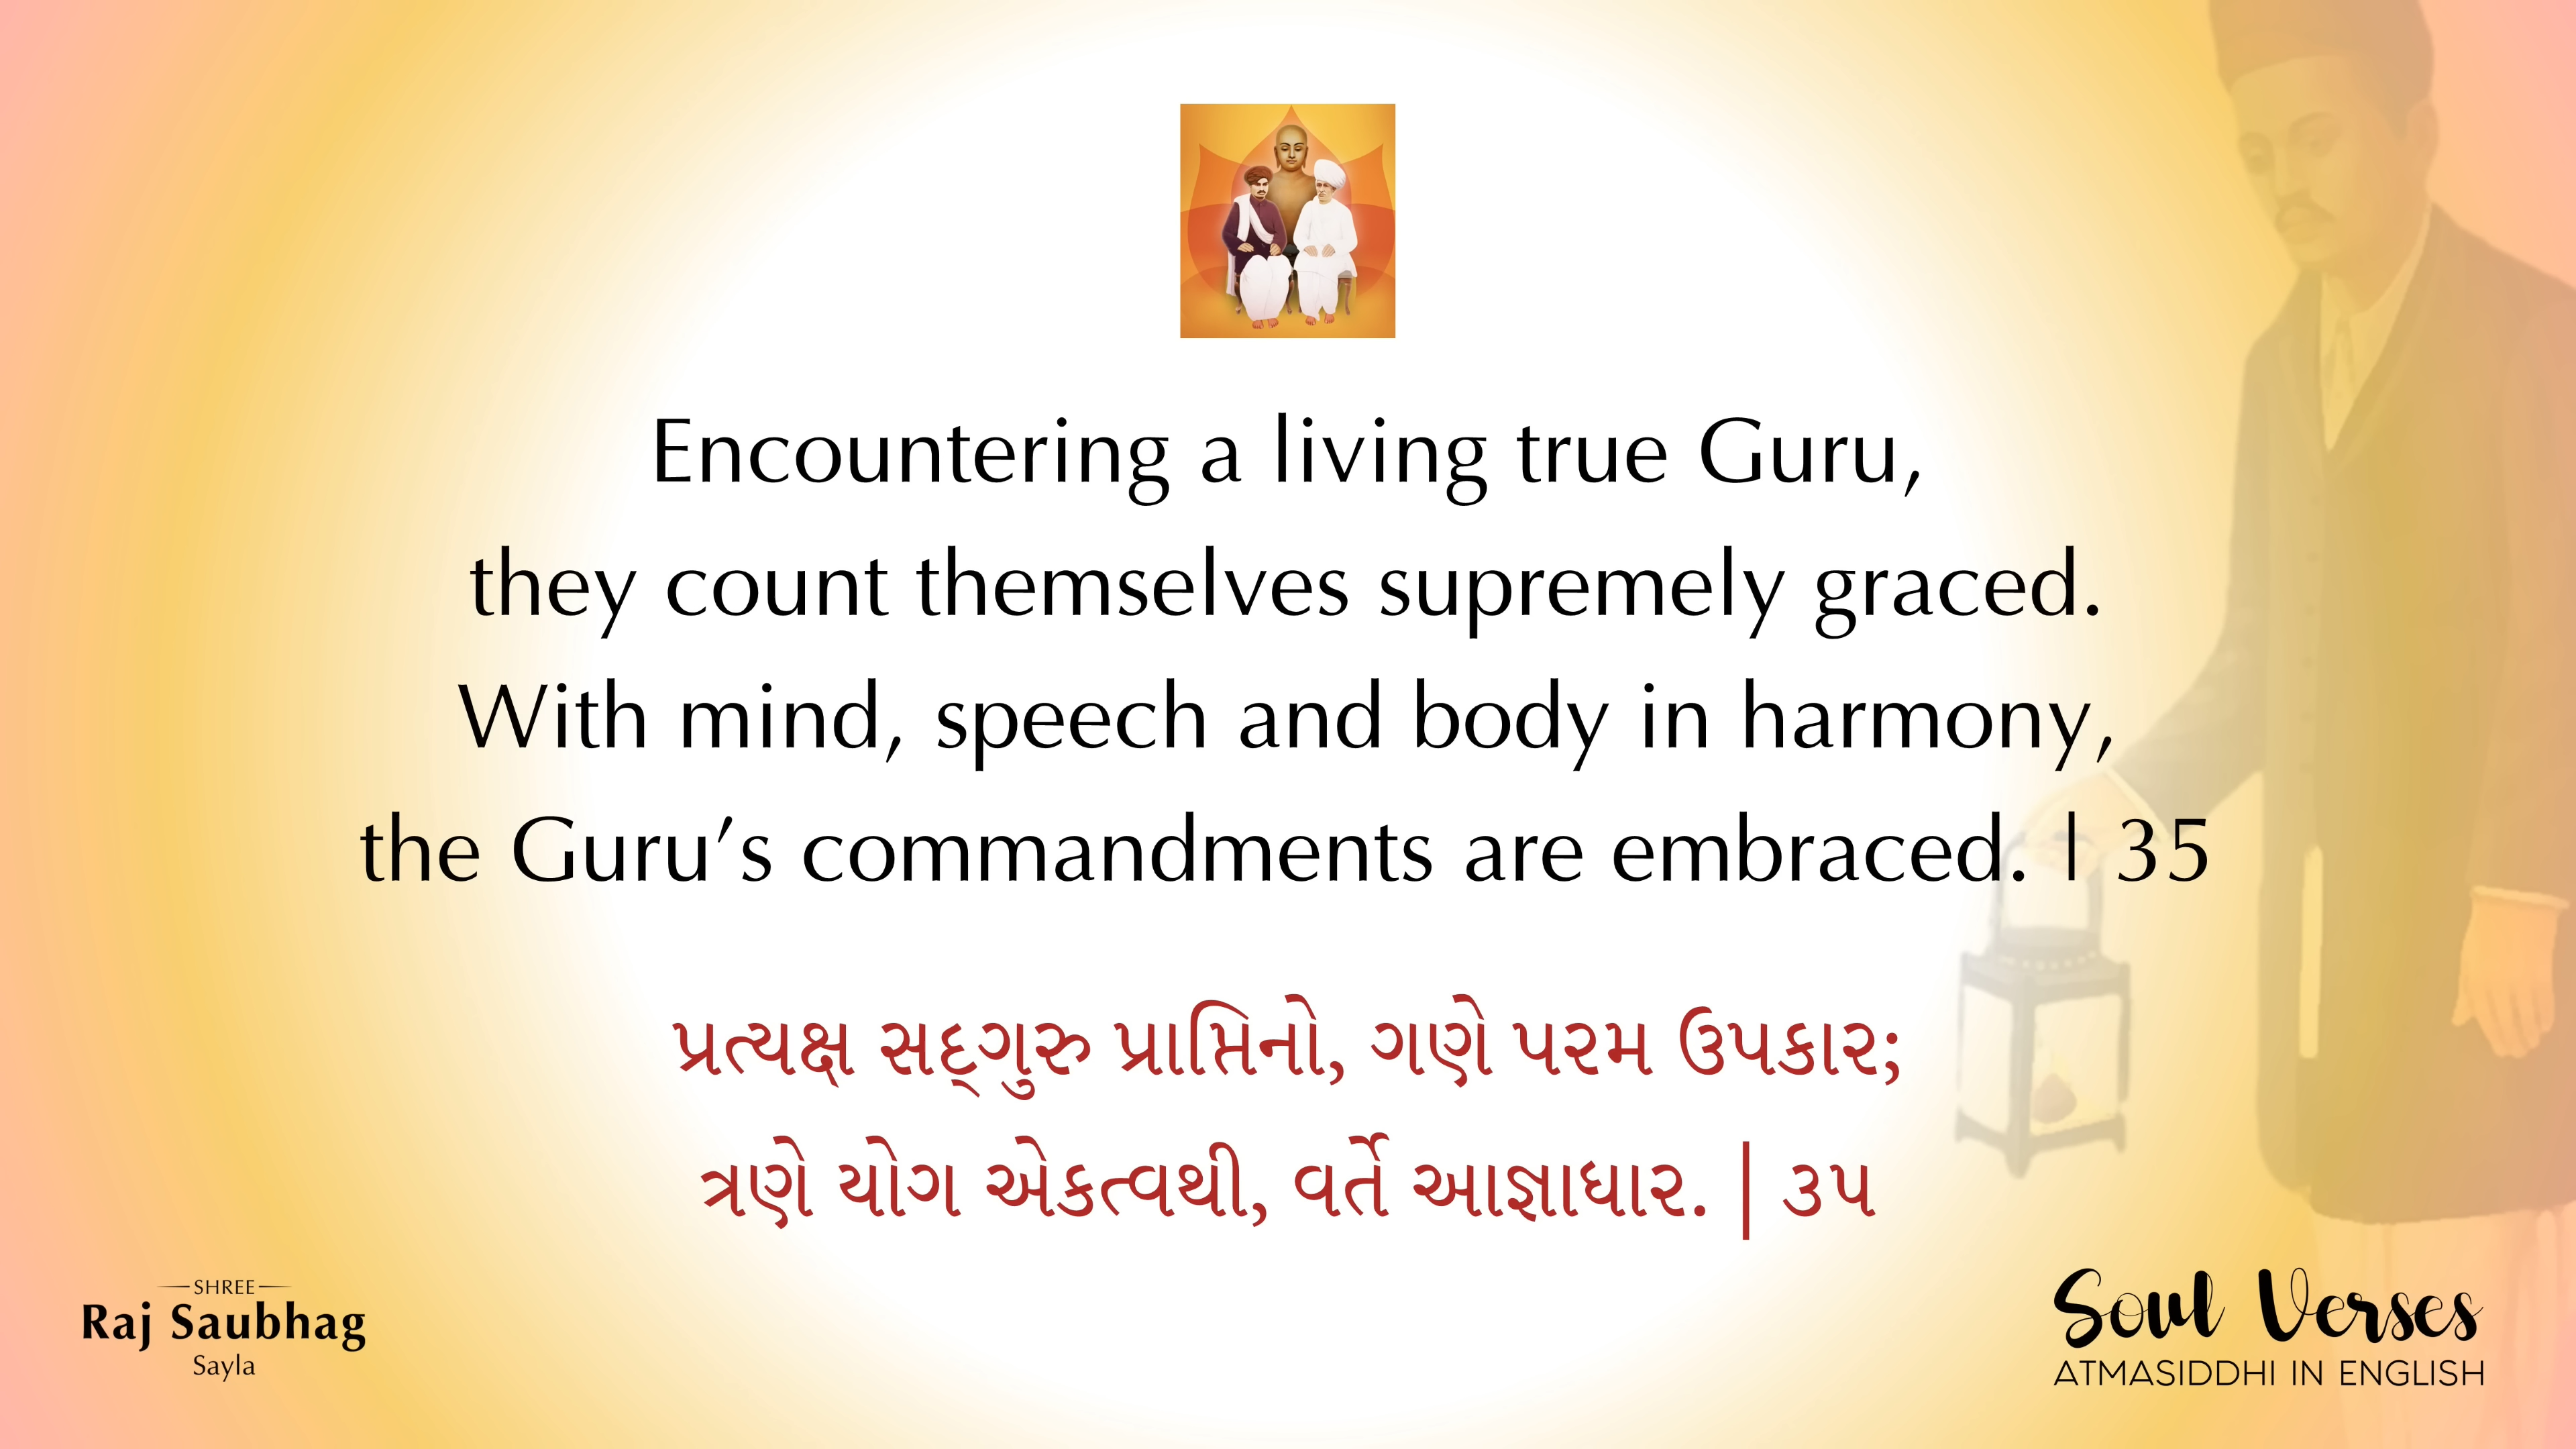 Encountering a living true Guru,
they count themselves supremely graced.
With mind, speech and body in harmony,
the Guru’s commandments are embraced. | 35
પ્રત્યક્ષ સદ્‌ગુરુ પ્રાપ્તિનો, ગણે પરમ ઉપકાર;
ત્રણે યોગ એકત્વથી, વર્તે આજ્ઞાધાર. | ૩૫
SHREE
Raj Saubhag
Sayla
Soul Verses
ATMASIDDHI IN ENGLISH